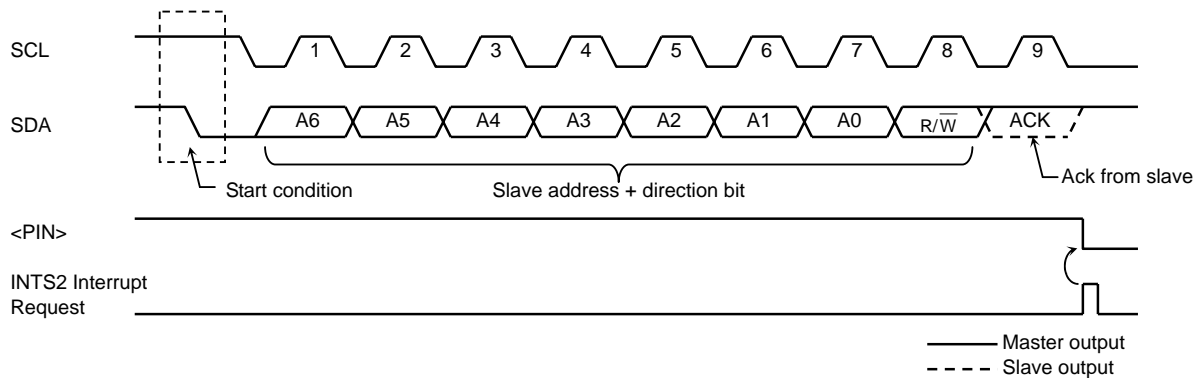 SCL
1 2 3 4 5 6 7 8 9
SDA
A6 A5 A4 A3 A2 A1 A0 R/W̅ ACK
Start condition
Slave address + direction bit
Ack from slave
<PIN>
INTS2 Interrupt
Request
Master output
Slave output